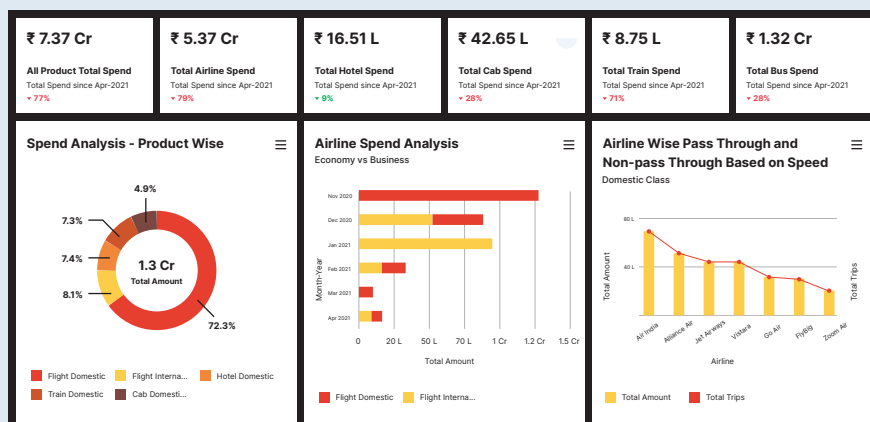 ₹ 7.37 Cr
All Product Total Spend
Total Spend since Apr-2021
77%
₹ 5.37 Cr
Total Airline Spend
Total Spend since Apr-2021
79%
₹ 16.51 L
Total Hotel Spend
Total Spend since Apr-2021
9%
₹ 42.65 L
Total Cab Spend
Total Spend since Apr-2021
28%
₹ 8.75 L
Total Train Spend
Total Spend since Apr-2021
71%
₹ 1.32 Cr
Total Bus Spend
Total Spend since Apr-2021
28%
Spend Analysis - Product Wise
4.9%
7.3%
7.4%
8.1%
72.3%
1.3 Cr
Total Amount
Flight Domestic
Flight Interna...
Hotel Domestic
Train Domestic
Cab Domesti...
Airline Spend Analysis
Economy vs Business
Month-Year
Nov 2020
Dec 2020
Jan 2021
Feb 2021
Mar 2021
Apr 2021
0
20 L
50 L
70 L
1 Cr
1.2 Cr
1.5 Cr
Total Amount
Flight Domestic
Flight Interna...
Airline Wise Pass Through and
Non-pass Through Based on Speed
Domestic Class
Total Amount
80 L
40 L
Total Trips
Air India
Alliance Air
Jet Airways
Vistara
Go Air
FlyBig
Zoom Air
Airline
Total Amount
Total Trips